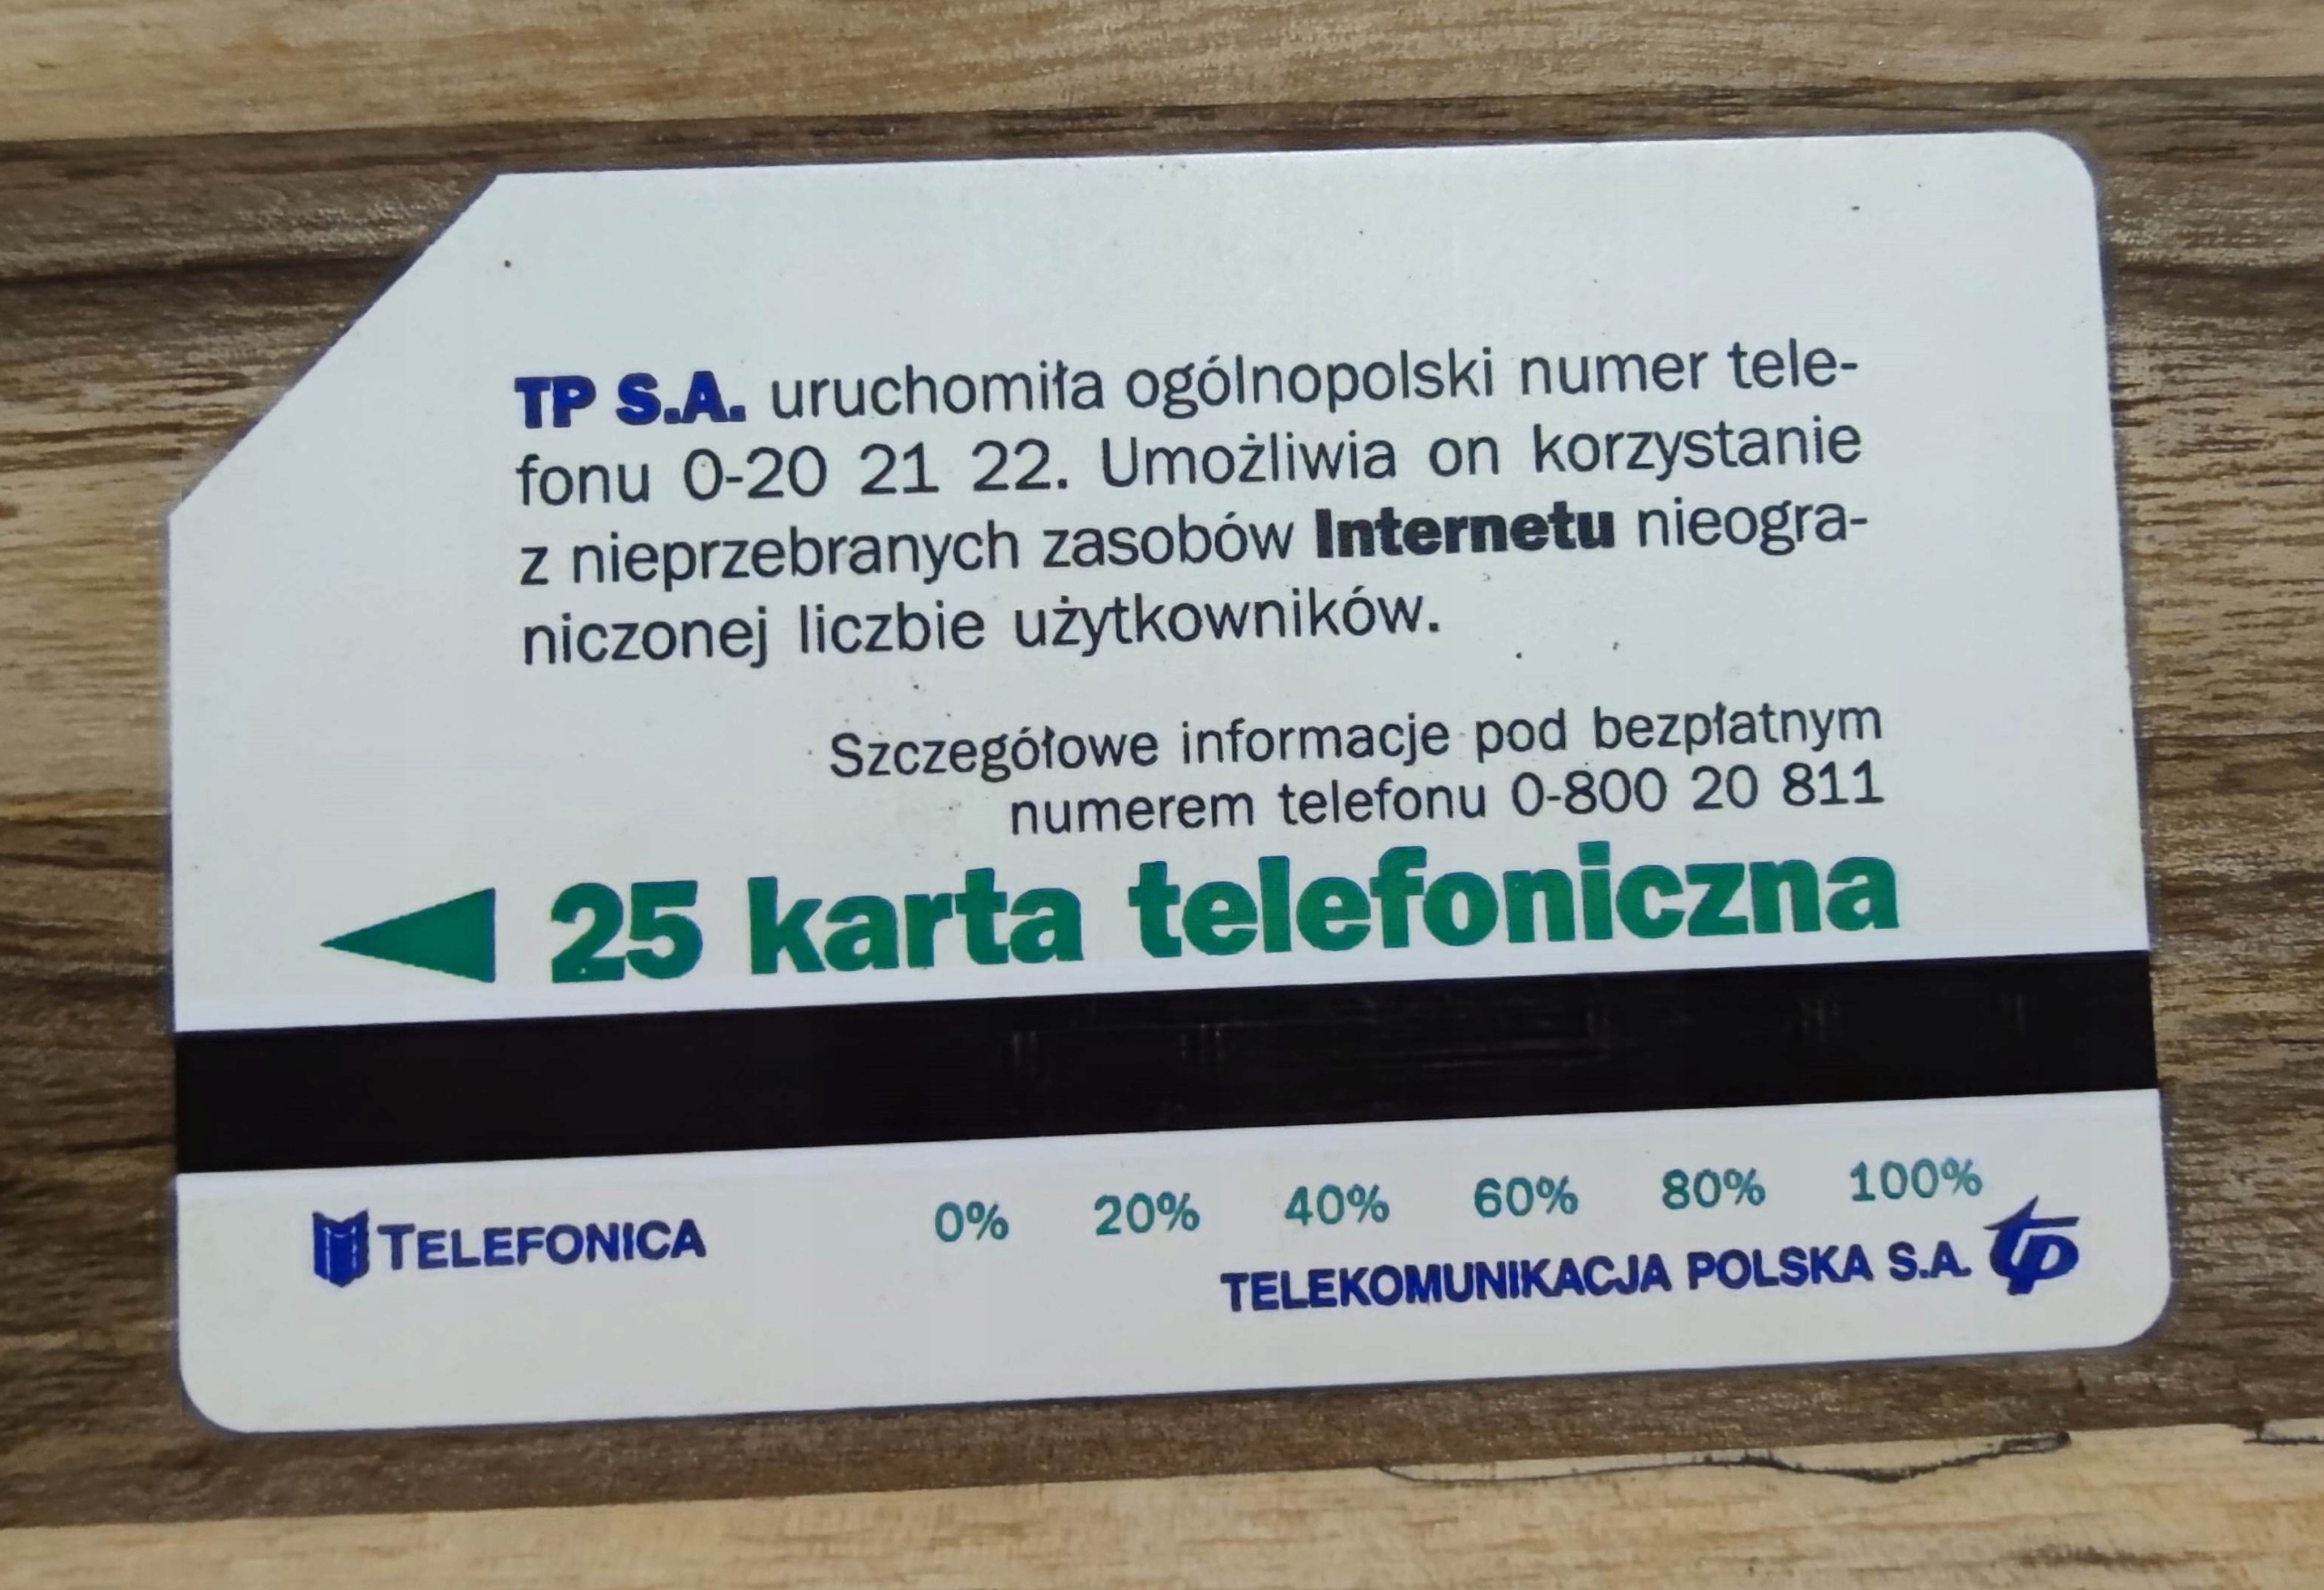 TP S.A. uruchomiła ogólnopolski numer tele-
fonu 0-20 21 22. Umożliwia on korzystanie
z nieprzebranych zasobów Internetu nieogra-
niczonej liczbie użytkowników.
Szczegółowe informacje pod bezpłatnym
numerem telefonu 0-800 20 811
25 karta telefoniczna
0% 20% 40% 60% 80% 100%
TELEFONICA
TELEKOMUNIKACJA POLSKA S.A. tp